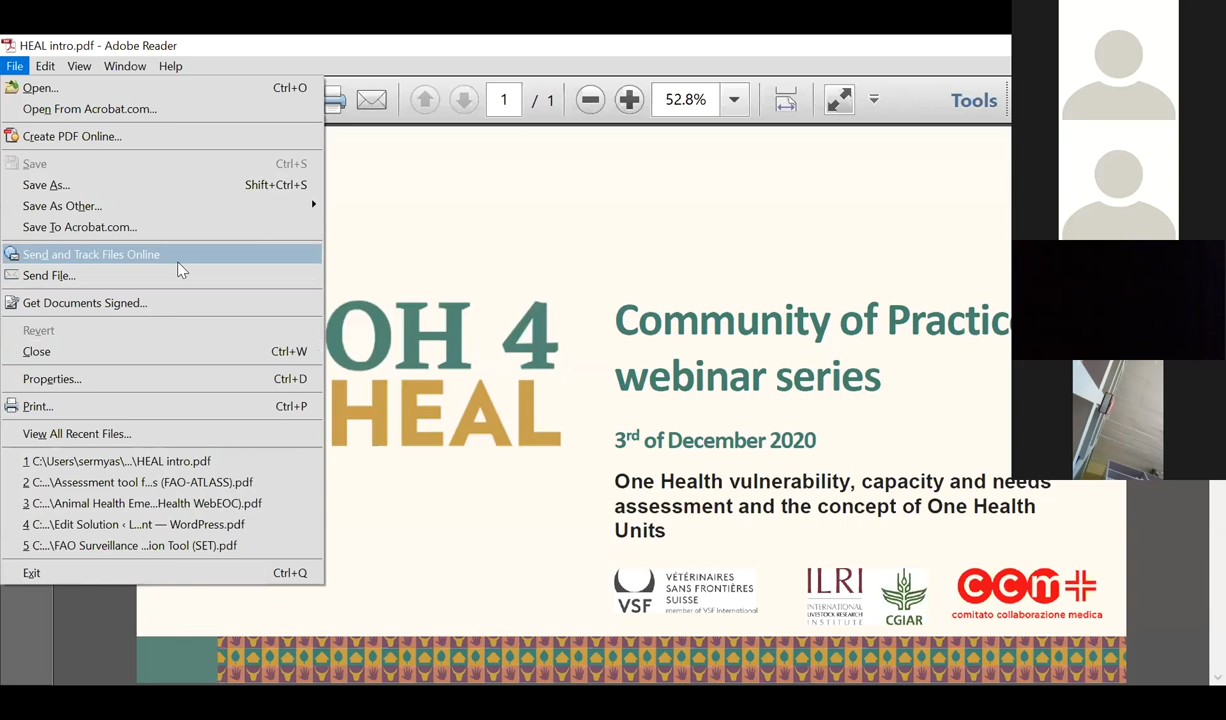 HEAL intro.pdf - Adobe Reader
File Edit View Window Help
Open... Ctrl+O
Open From Acrobat.com...
Create PDF Online...
Save Ctrl+S
Save As... Shift+Ctrl+S
Save As Other...
Save To Acrobat.com...
Send and Track Files Online
Send File...
Get Documents Signed...
Revert
Close Ctrl+W
Properties... Ctrl+D
Print... Ctrl+P
View All Recent Files...
1 C:\Users\sermyas\...\HEAL intro.pdf
2 C:\...\Assessment tool f...s (FAO-ATLASS).pdf
3 C:\...\Animal Health Eme...Health WebEOC).pdf
4 C:\...\Edit Solution ‹ L...nt — WordPress.pdf
5 C:\...\FAO Surveillance ...ion Tool (SET).pdf
Exit Ctrl+Q
1 / 1 52.8% Tools
OH 4
HEAL
Community of Practic
webinar series
3rd of December 2020
One Health vulnerability, capacity and needs
assessment and the concept of One Health
Units
VSF
VÉTÉRINAIRES
SANS FRONTIÈRES
SUISSE
member of VSF International
ILRI
INTERNATIONAL
LIVESTOCK RESEARCH
INSTITUTE
CGIAR
ccm
comitato collaborazione medica